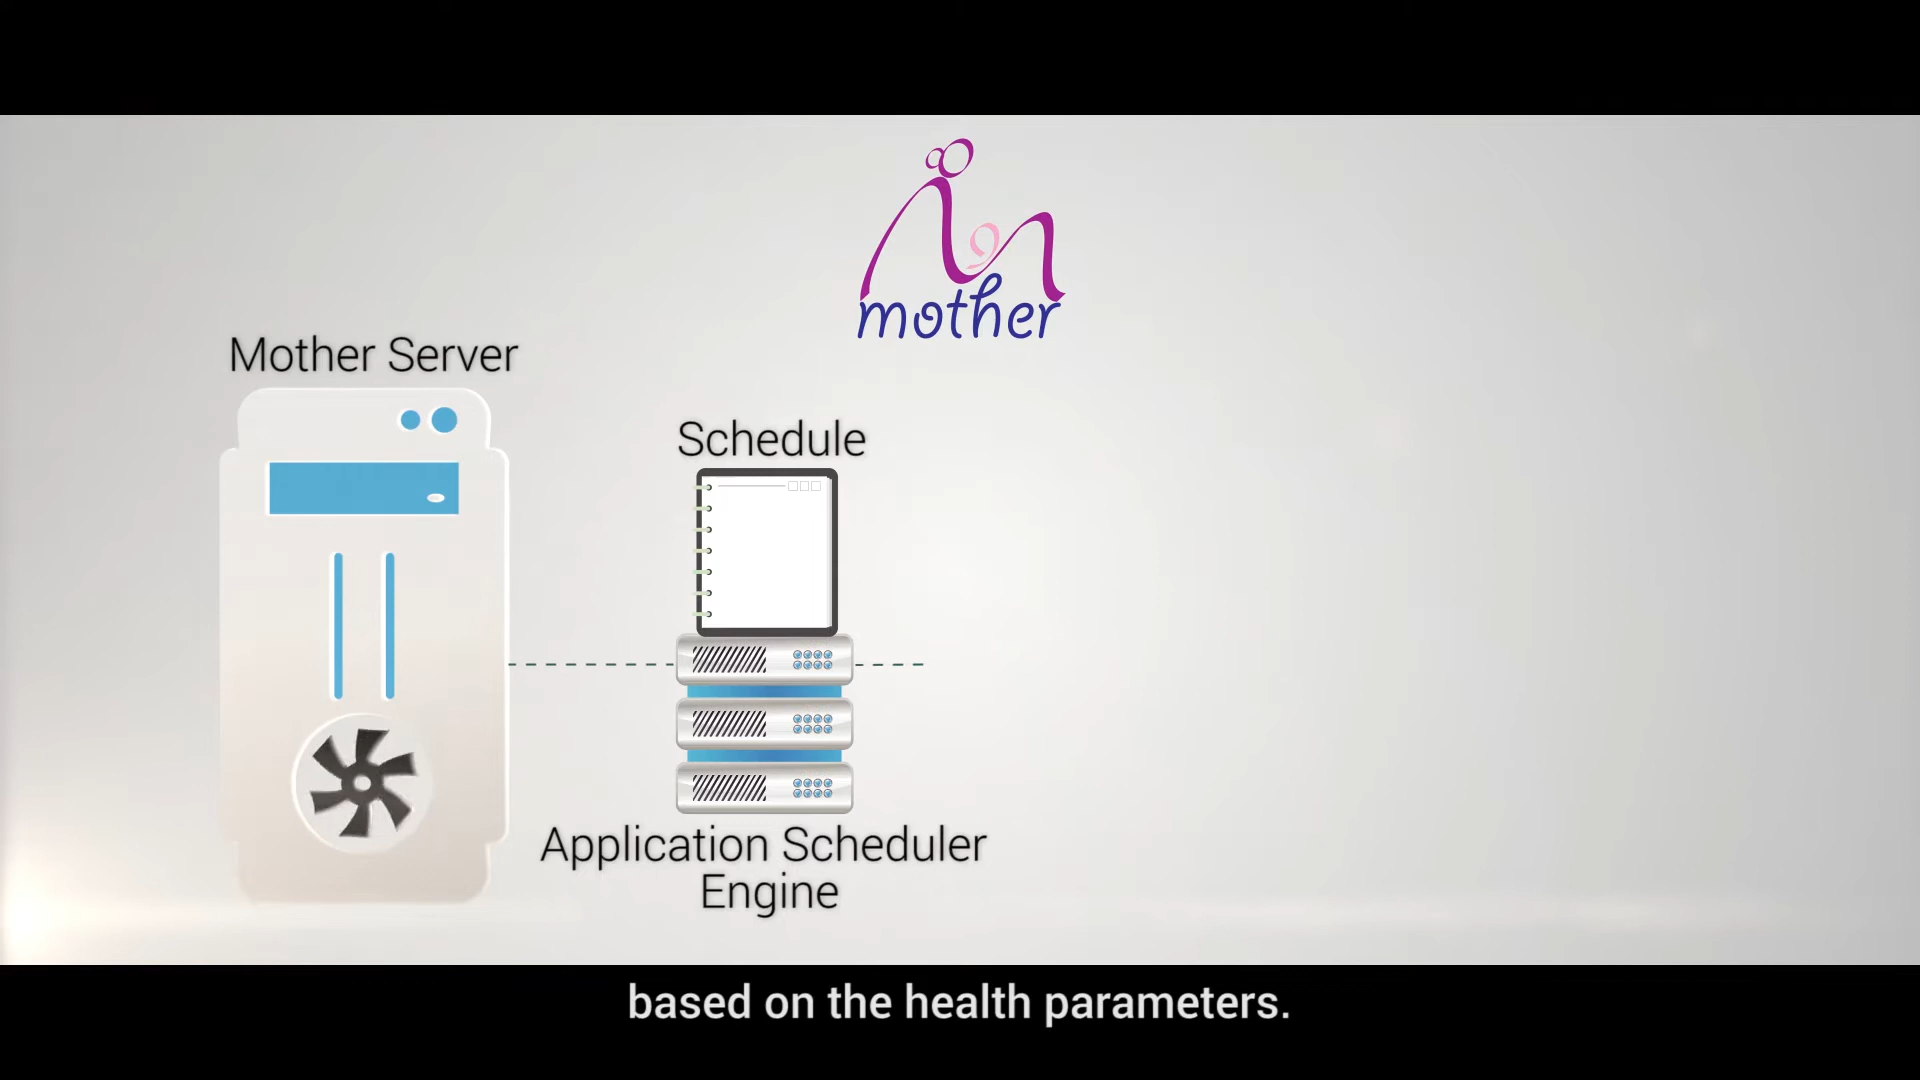 mother
Mother Server
Schedule
Application Scheduler
Engine
based on the health parameters.